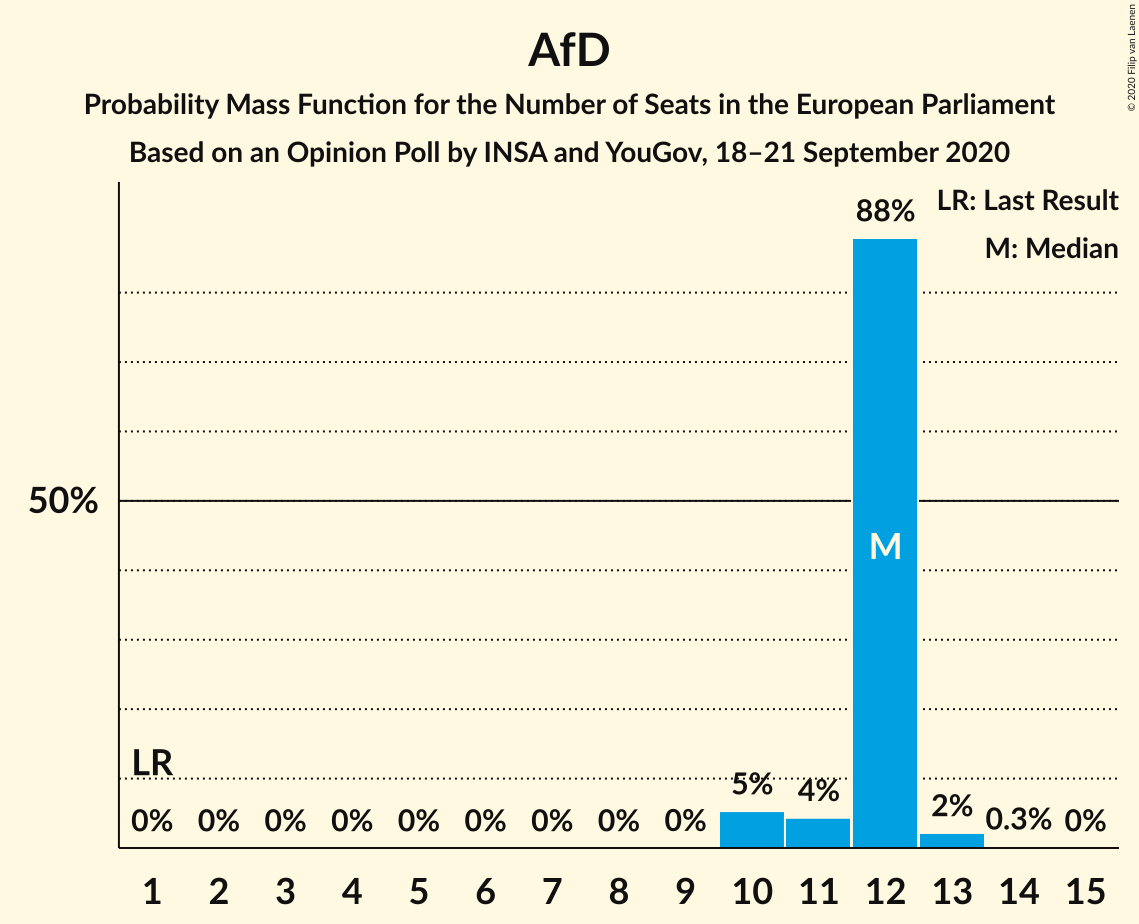 AfD
Probability Mass Function for the Number of Seats in the European Parliament
Based on an Opinion Poll by INSA and YouGov, 18–21 September 2020
© 2020 Filip van Laenen
LR: Last Result
M: Median
88%
50%
M
LR
0% 0% 0% 0% 0% 0% 0% 0% 0% 5% 4% 2% 0.3% 0%
1 2 3 4 5 6 7 8 9 10 11 12 13 14 15